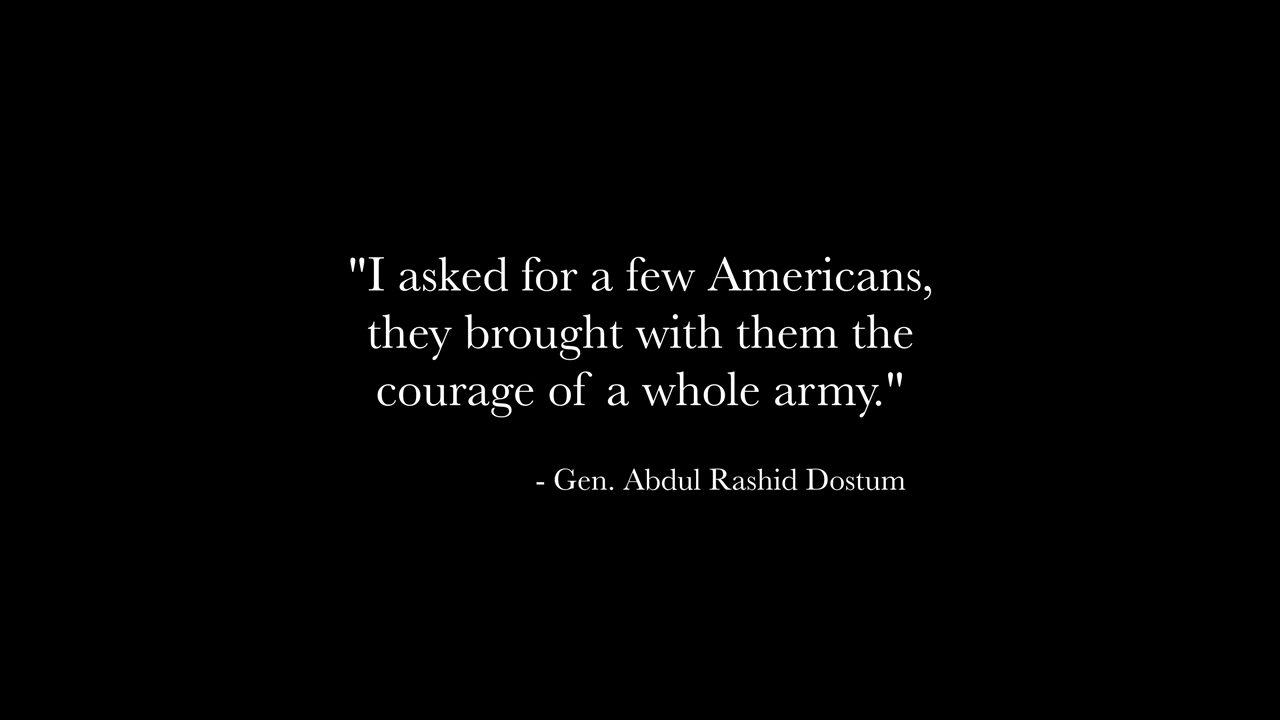 "I asked for a few Americans,
they brought with them the
courage of a whole army."
- Gen. Abdul Rashid Dostum